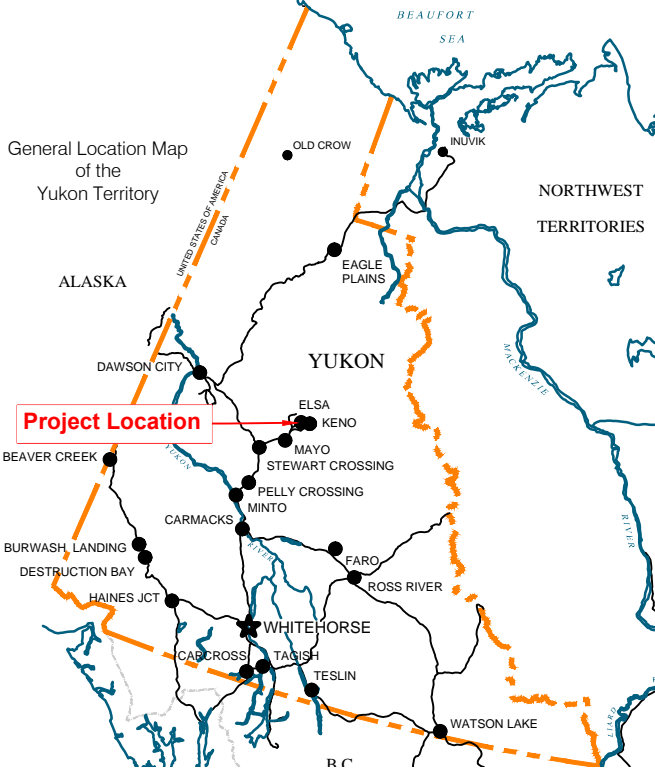 BEAUFORT
SEA
General Location Map
of the
Yukon Territory
OLD CROW
INUVIK
UNITED STATES OF AMERICA
CANADA
NORTHWEST
TERRITORIES
ALASKA
EAGLE
PLAINS
YUKON
MACKENZIE
DAWSON CITY
Project Location
ELSA
KENO
MAYO
YUKON
BEAVER CREEK
STEWART CROSSING
PELLY CROSSING
MINTO
CARMACKS
RIVER
RIVER
BURWASH LANDING
DESTRUCTION BAY
FARO
ROSS RIVER
HAINES JCT
WHITEHORSE
CARCROSS
TAGISH
TESLIN
WATSON LAKE
LIARD
B.C.